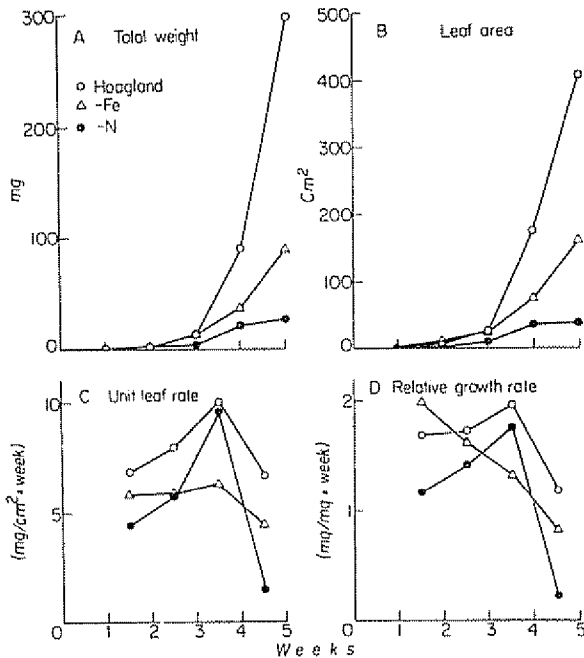 A Total weight
300
200
100
0
mg
Hoagland
-Fe
-N
B Leaf area
500
400
300
200
100
0
Cm²
C Unit leaf rate
10
5
(mg/cm² • week)
0 1 2 3 4 5
D Relative growth rate
2
1
(mg/mg • week)
0 1 2 3 4 5
Weeks